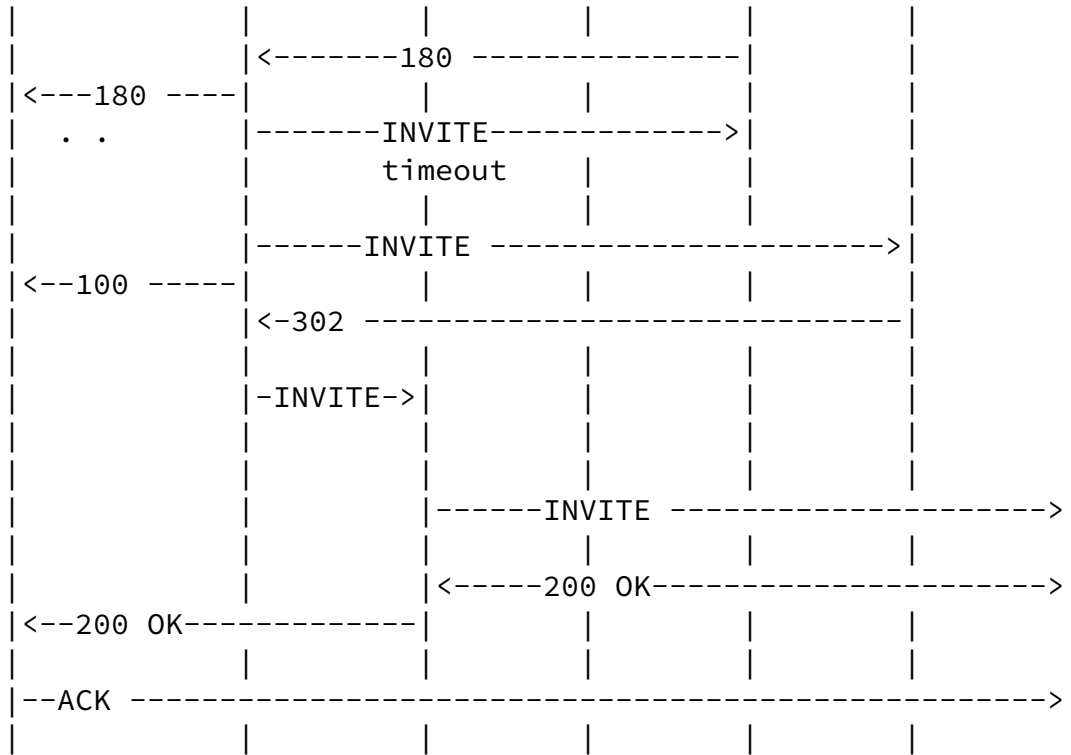 |            |         |        |        |        |
|            |<-------180 ---------------|        |
|<---180 ----|         |        |        |        |
|  . .       |-------INVITE------------->|        |
|            |       timeout    |        |        |
|            |         |        |        |        |
|            |------INVITE ---------------------->|
|<--100 -----|         |        |        |        |
|            |<-302 ------------------------------|
|            |         |        |        |        |
|            |-INVITE->|        |        |        |
|            |         |        |        |        |
|            |         |        |        |        |
|            |         |------INVITE --------------------->
|            |         |        |        |        |
|            |         |<-----200 OK---------------------->
|<--200 OK-------------|        |        |        |
|            |         |        |        |        |
|--ACK --------------------------------------------------->
|            |         |        |        |        |